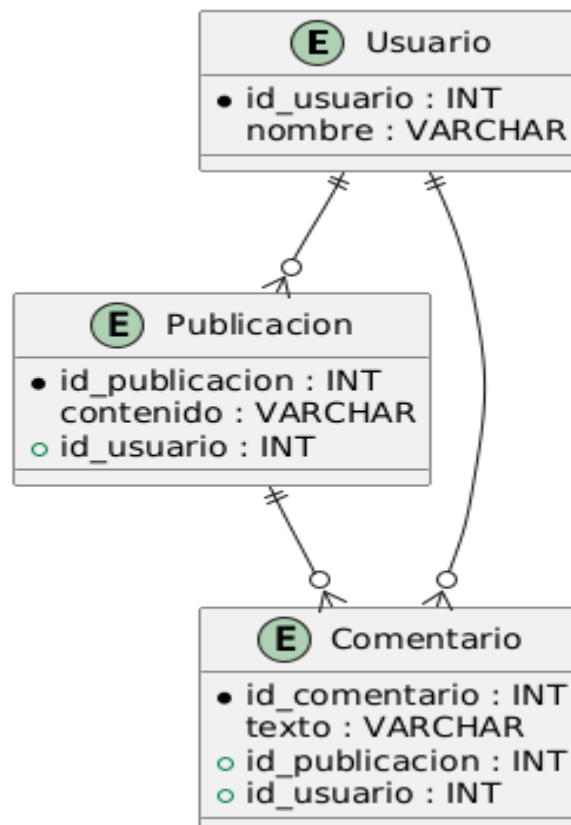 E Usuario
id_usuario : INT
nombre : VARCHAR
E Publicacion
id_publicacion : INT
contenido : VARCHAR
id_usuario : INT
E Comentario
id_comentario : INT
texto : VARCHAR
id_publicacion : INT
id_usuario : INT